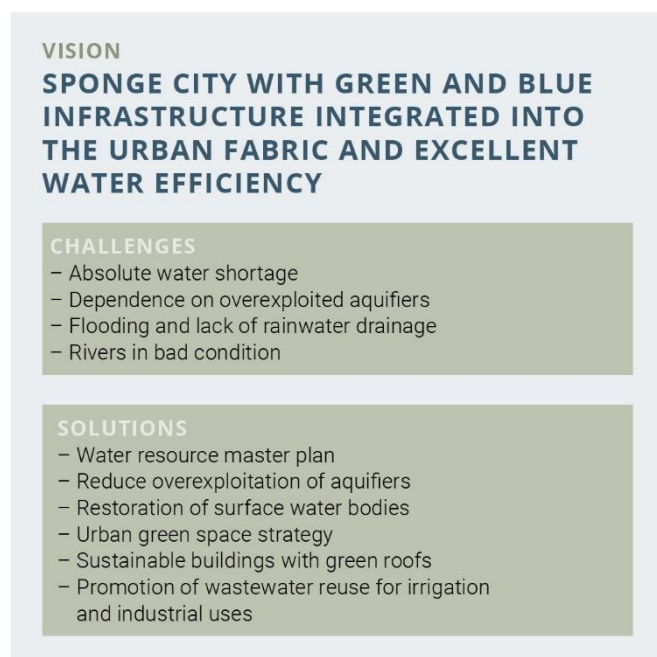 VISION
SPONGE CITY WITH GREEN AND BLUE
INFRASTRUCTURE INTEGRATED INTO
THE URBAN FABRIC AND EXCELLENT
WATER EFFICIENCY
CHALLENGES
– Absolute water shortage
– Dependence on overexploited aquifiers
– Flooding and lack of rainwater drainage
– Rivers in bad condition
SOLUTIONS
– Water resource master plan
– Reduce overexploitation of aquifiers
– Restoration of surface water bodies
– Urban green space strategy
– Sustainable buildings with green roofs
– Promotion of wastewater reuse for irrigation
and industrial uses